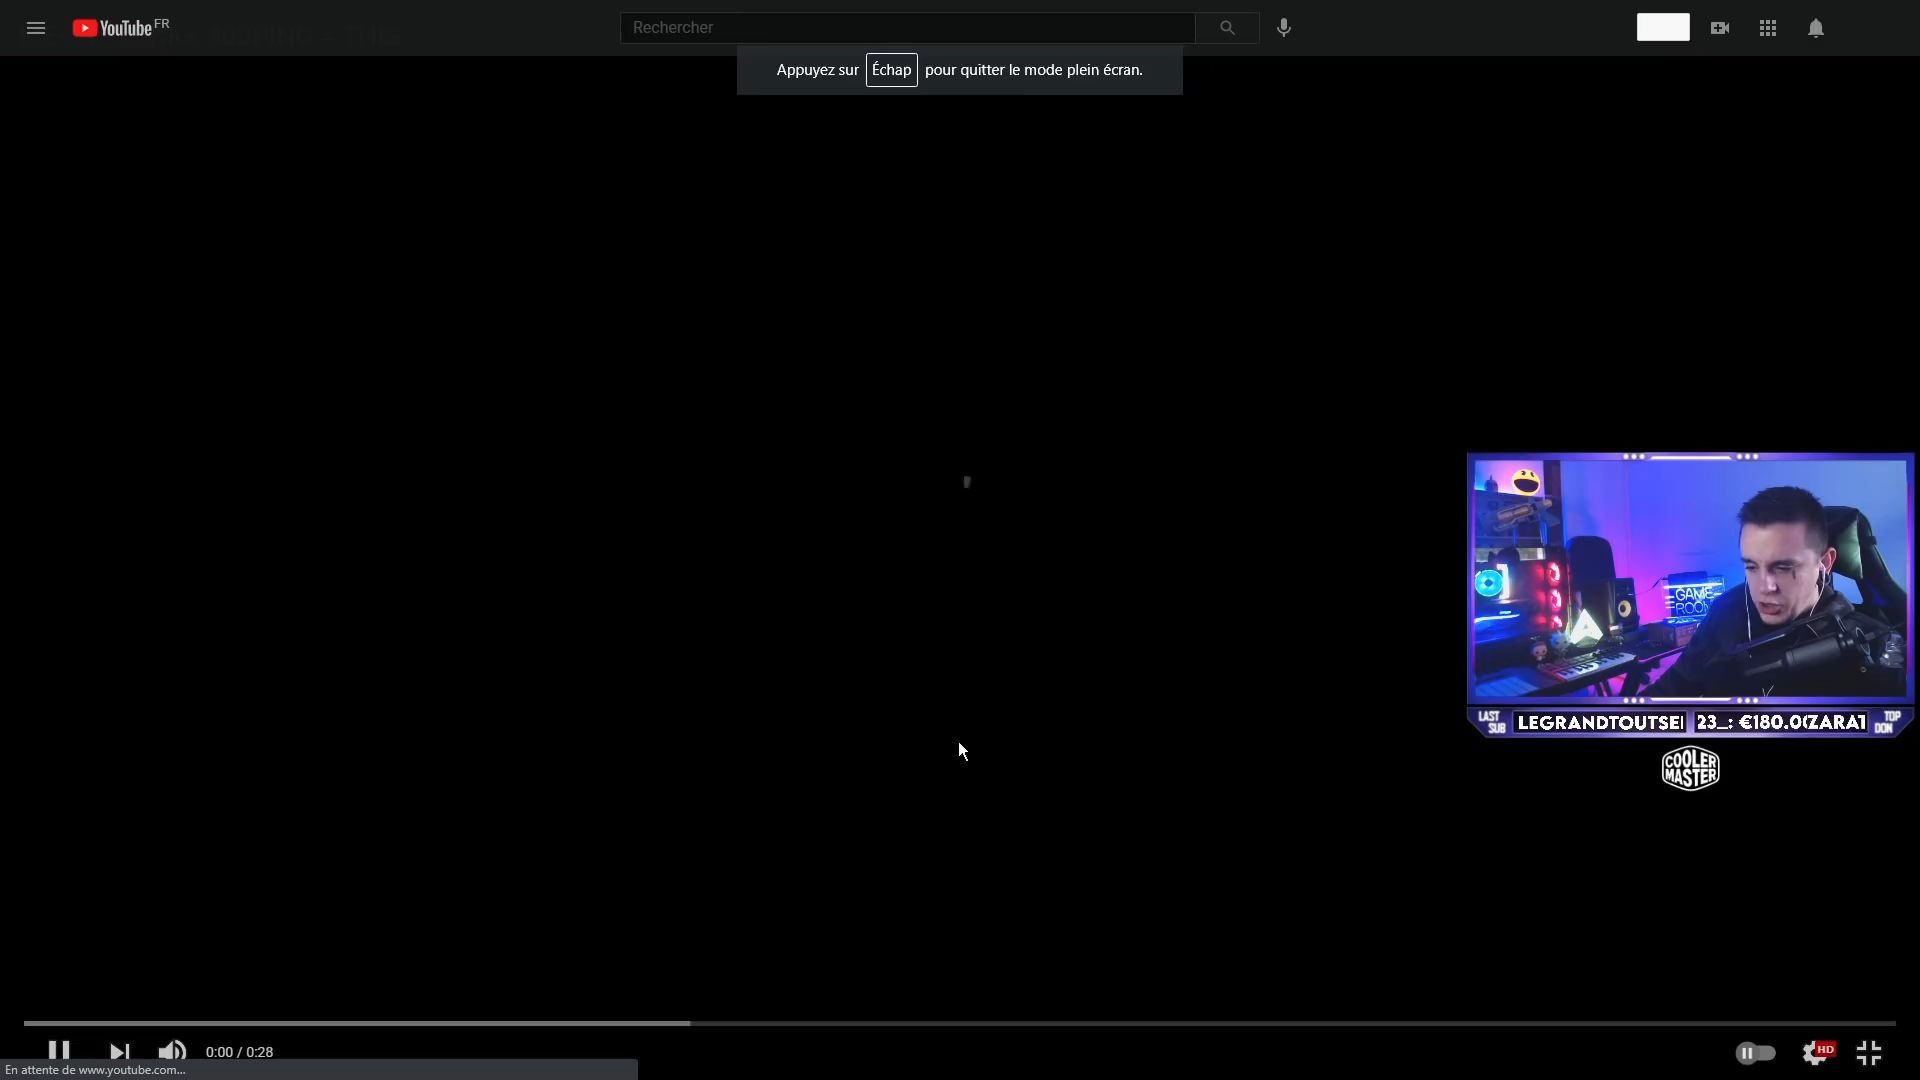 YouTube FR
Rechercher
Appuyez sur Échap pour quitter le mode plein écran.
GAME
ROOM
LAST
SUB
LEGRANDTOUTSEI
23_: €180.0(ZARAT
TOP
DON
COOLER
MASTER
0:00 / 0:28
HD
En attente de www.youtube.com...